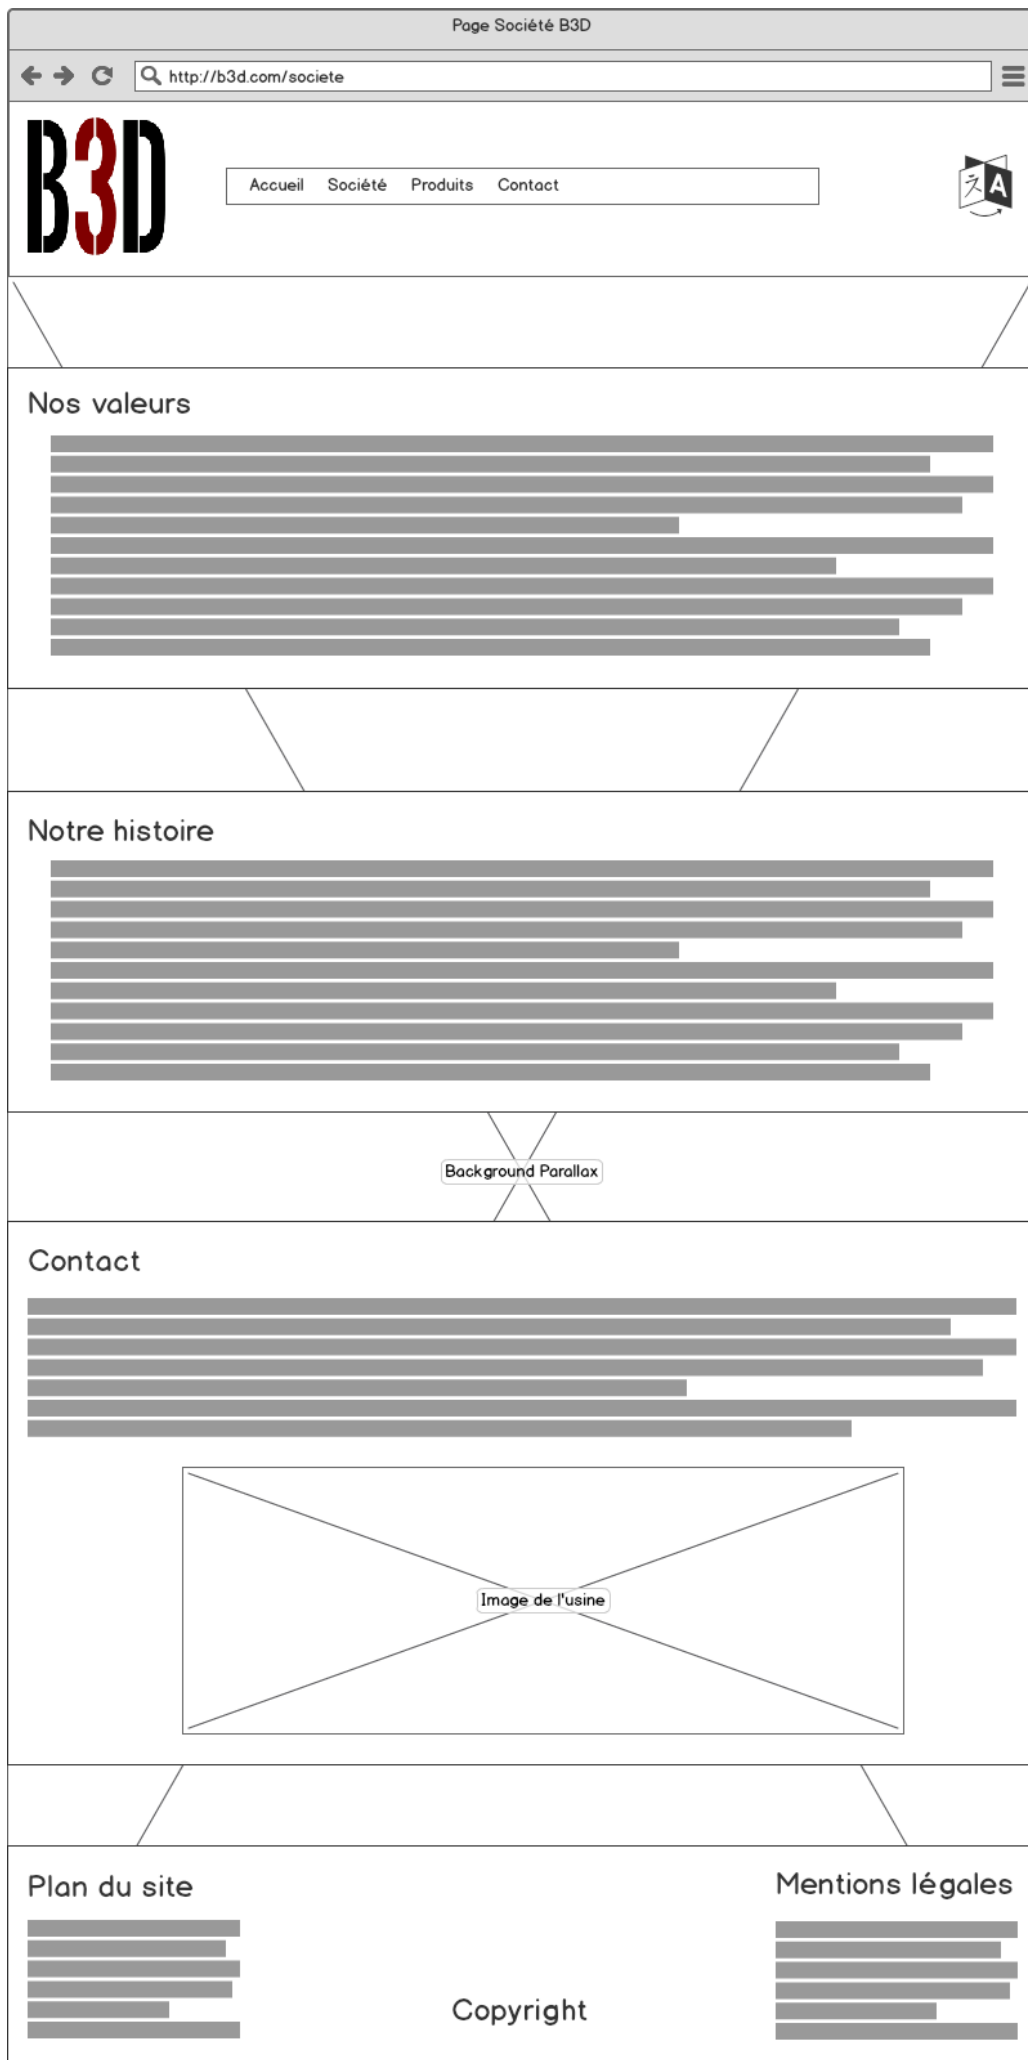 Page Société B3D
http://b3d.com/societe
B3D
Accueil Société Produits Contact
A
Nos valeurs
Notre histoire
Background Parallax
Contact
Image de l'usine
Plan du site
Mentions légales
Copyright